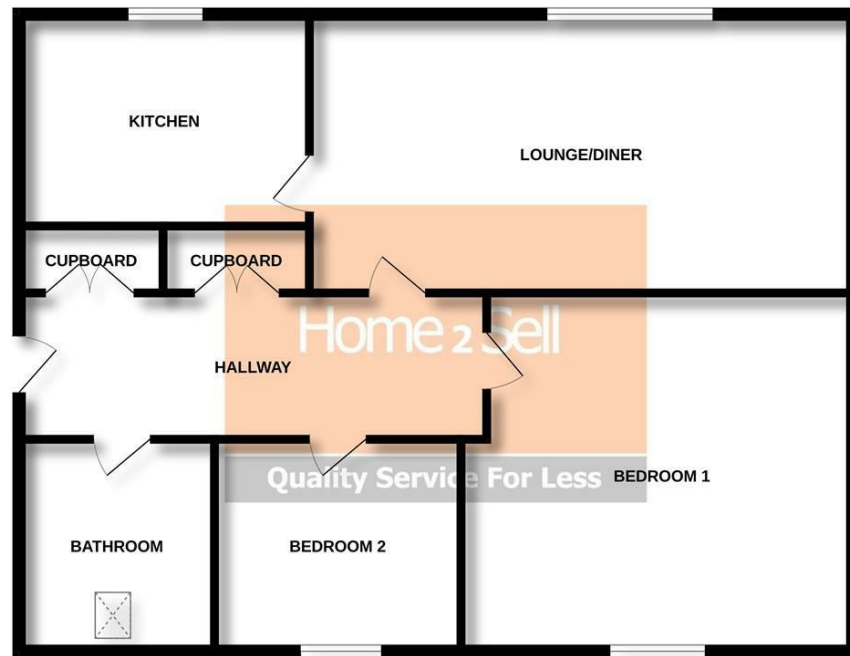 KITCHEN
LOUNGE/DINER
CUPBOARD
CUPBOARD
Home 2 Sell
HALLWAY
Quality Service For Less
BEDROOM 1
BATHROOM
BEDROOM 2